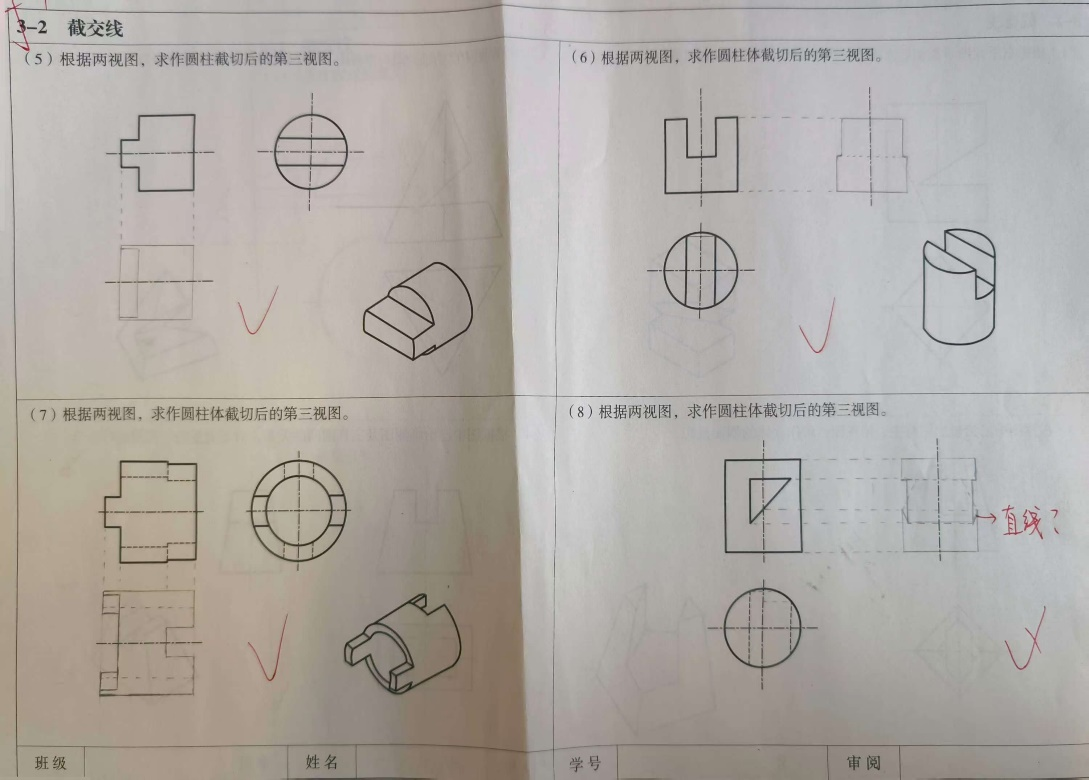 3-2 截交线
（5）根据两视图，求作圆柱截切后的第三视图。
（6）根据两视图，求作圆柱体截切后的第三视图。
（7）根据两视图，求作圆柱体截切后的第三视图。
（8）根据两视图，求作圆柱体截切后的第三视图。
→直线？
班级
姓名
学号
审阅